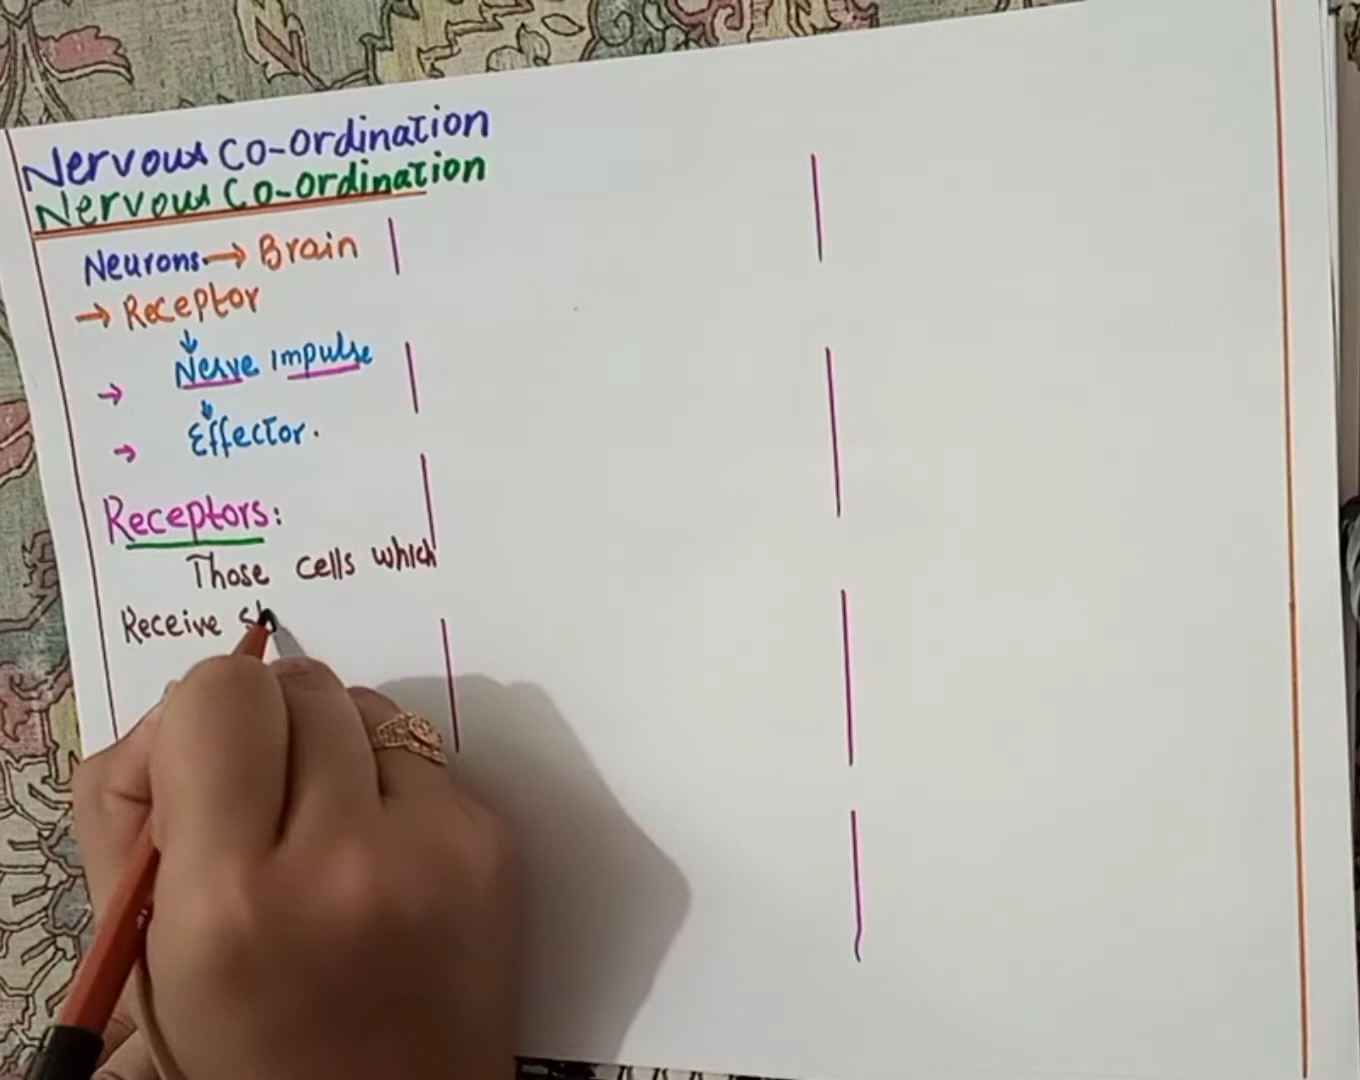 Nervous Co-ordination
Nervous Co-ordination
Neurons → Brain
→ Receptor
↓
→ Nerve impulse
↓
→ Effector.
Receptors:
Those cells which
Receive